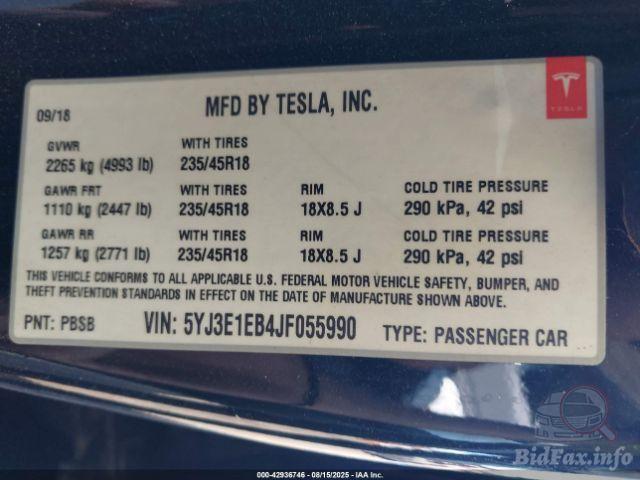 09/18
MFD BY TESLA, INC.
TESLA
GVWR WITH TIRES
2265 kg (4993 lb) 235/45R18
GAWR FRT WITH TIRES RIM COLD TIRE PRESSURE
1110 kg (2447 lb) 235/45R18 18X8.5 J 290 kPa, 42 psi
GAWR RR WITH TIRES RIM COLD TIRE PRESSURE
1257 kg (2771 lb) 235/45R18 18X8.5 J 290 kPa, 42 psi
THIS VEHICLE CONFORMS TO ALL APPLICABLE U.S. FEDERAL MOTOR VEHICLE SAFETY, BUMPER, AND
THEFT PREVENTION STANDARDS IN EFFECT ON THE DATE OF MANUFACTURE SHOWN ABOVE.
PNT: PBSB VIN: 5YJ3E1EB4JF055990 TYPE: PASSENGER CAR
BidFax.info
000-42936746 - 08/15/2025 - IAA Inc.